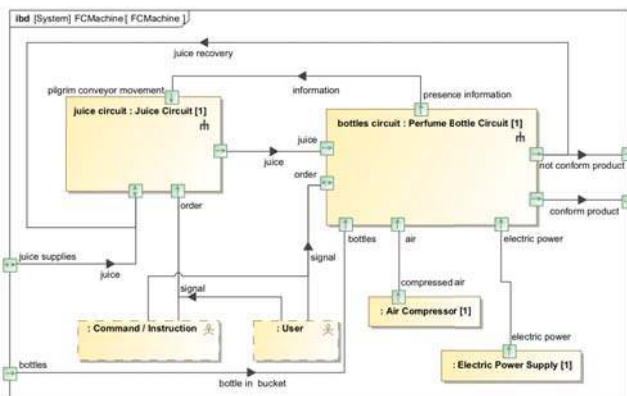 ibd [System] FCMachine [ FCMachine ]
juice recovery
pilgrim conveyor movement
information
presence information
juice circuit : Juice Circuit [1]
bottles circuit : Perfume Bottle Circuit [1]
juice
juice
order
not conform product
order
conform product
bottles
air
electric power
juice supplies
juice
signal
signal
compressed air
: Air Compressor [1]
: Command / Instruction
: User
electric power
: Electric Power Supply [1]
bottles
bottle in bucket